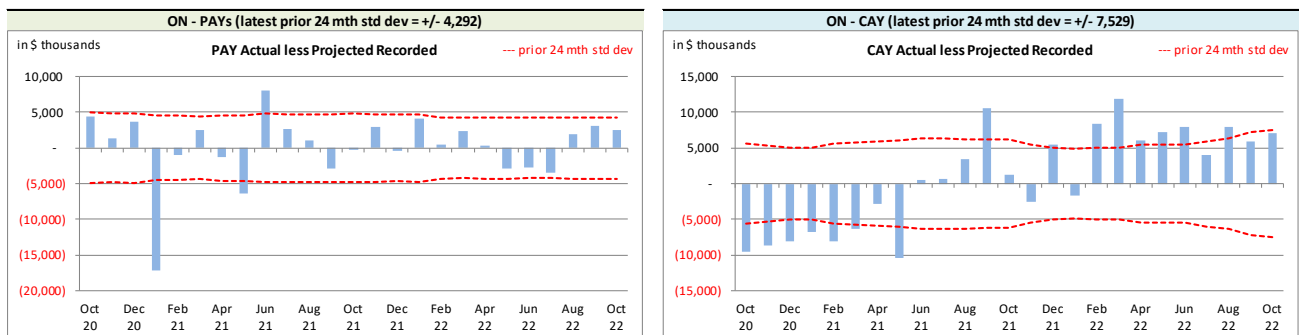 ON - PAYs (latest prior 24 mth std dev = +/- 4,292)
in $ thousands
PAY Actual less Projected Recorded
--- prior 24 mth std dev
10,000
5,000
-
(5,000)
(10,000)
(15,000)
(20,000)
Oct Dec Feb Apr Jun Aug Oct Dec Feb Apr Jun Aug Oct
20 20 21 21 21 21 21 21 22 22 22 22 22
ON - CAY (latest prior 24 mth std dev = +/- 7,529)
in $ thousands
CAY Actual less Projected Recorded
--- prior 24 mth std dev
15,000
10,000
5,000
-
(5,000)
(10,000)
(15,000)
Oct Dec Feb Apr Jun Aug Oct Dec Feb Apr Jun Aug Oct
20 20 21 21 21 21 21 21 22 22 22 22 22